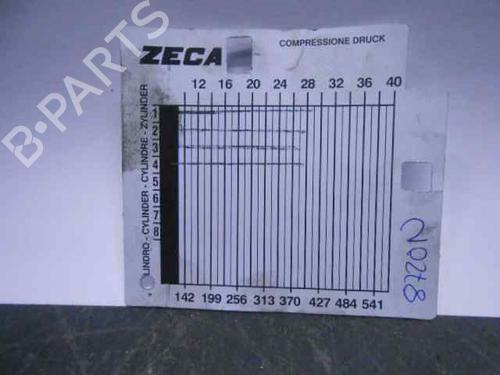 B-PARTS
ZECA
COMPRESSIONE DRUCK
12 16 20 24 28 32 36 40
LINDRO - CYLINDER - CYLINDRE - ZYLINDER
1
2
3
4
5
6
7
8
142 199 256 313 370 427 484 541
N0278